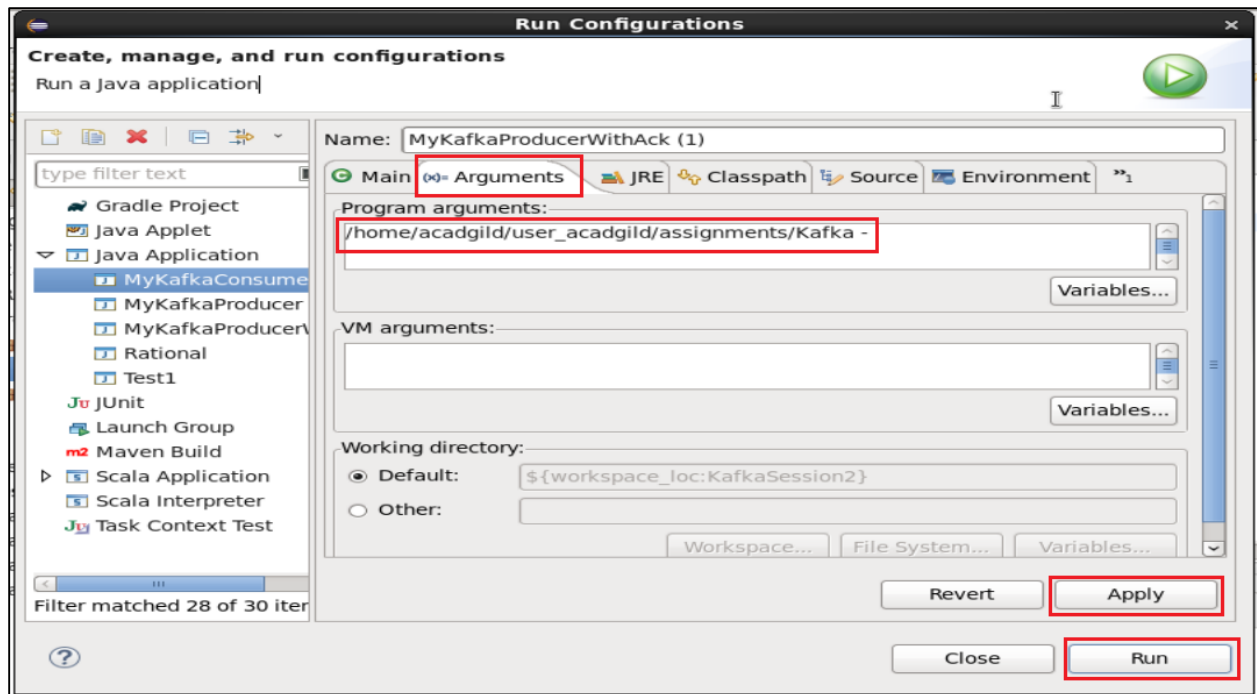 Run Configurations
Create, manage, and run configurations
Run a Java application
type filter text
Gradle Project
Java Applet
Java Application
MyKafkaConsume
MyKafkaProducer
MyKafkaProducer
Rational
Test1
JUnit
Launch Group
m2 Maven Build
Scala Application
Scala Interpreter
Task Context Test
Filter matched 28 of 30 iter
Name: MyKafkaProducerWithAck (1)
Main (x)= Arguments JRE Classpath Source Environment »1
Program arguments:
/home/acadgild/user_acadgild/assignments/Kafka -
Variables...
VM arguments:
Variables...
Working directory:
Default: ${workspace_loc:KafkaSession2}
Other:
Workspace... File System... Variables...
Revert Apply
Close Run